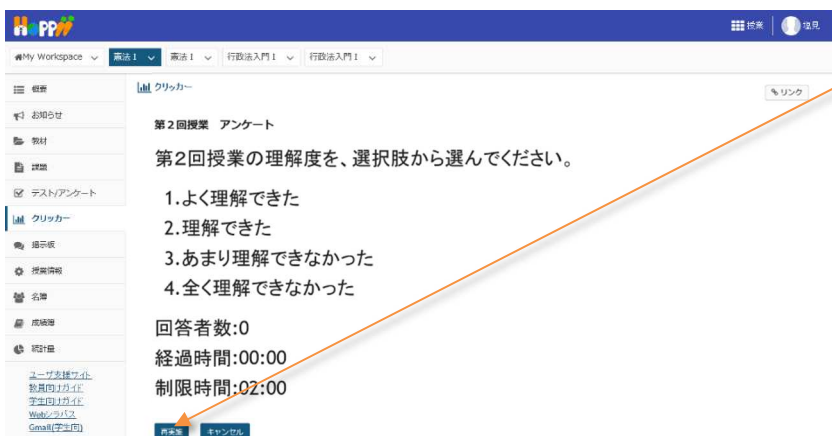 HoPPii
授業
塩見
My Workspace
憲法Ⅰ
憲法Ⅰ
行政法入門Ⅰ
行政法入門Ⅰ
概要
お知らせ
教材
課題
テスト/アンケート
クリッカー
掲示板
授業情報
名簿
成績簿
統計量
ユーザ支援サイト
教員向けガイド
学生向けガイド
Webシラバス
Gmail(学生向)
クリッカー
リンク
第2回授業 アンケート
第2回授業の理解度を、選択肢から選んでください。
1.よく理解できた
2.理解できた
3.あまり理解できなかった
4.全く理解できなかった
回答者数:0
経過時間:00:00
制限時間:02:00
再実施
キャンセル